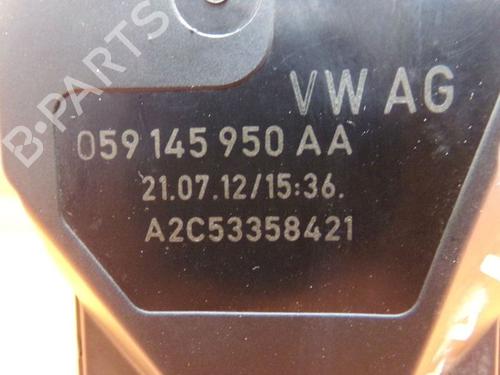 B-PARTS
VW AG
059 145 950 AA
21.07.12/15:36.
A2C53358421